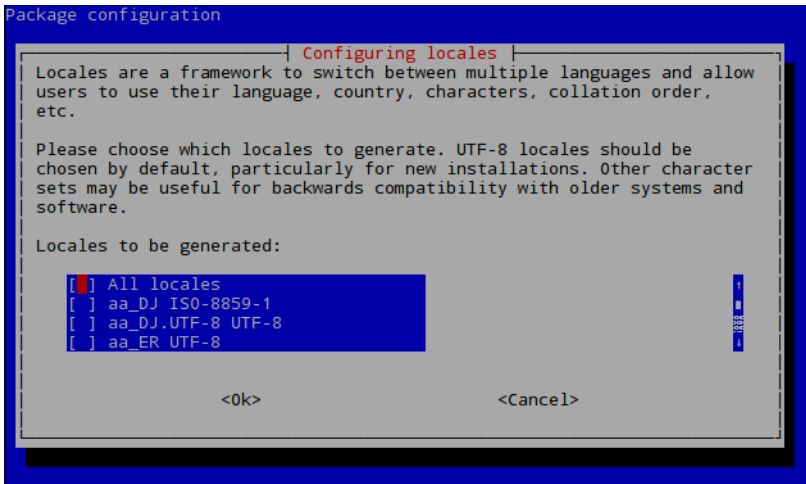 Package configuration
Configuring locales
Locales are a framework to switch between multiple languages and allow
users to use their language, country, characters, collation order,
etc.
Please choose which locales to generate. UTF-8 locales should be
chosen by default, particularly for new installations. Other character
sets may be useful for backwards compatibility with older systems and
software.
Locales to be generated:
[ ] All locales
[ ] aa_DJ ISO-8859-1
[ ] aa_DJ.UTF-8 UTF-8
[ ] aa_ER UTF-8
<Ok> <Cancel>